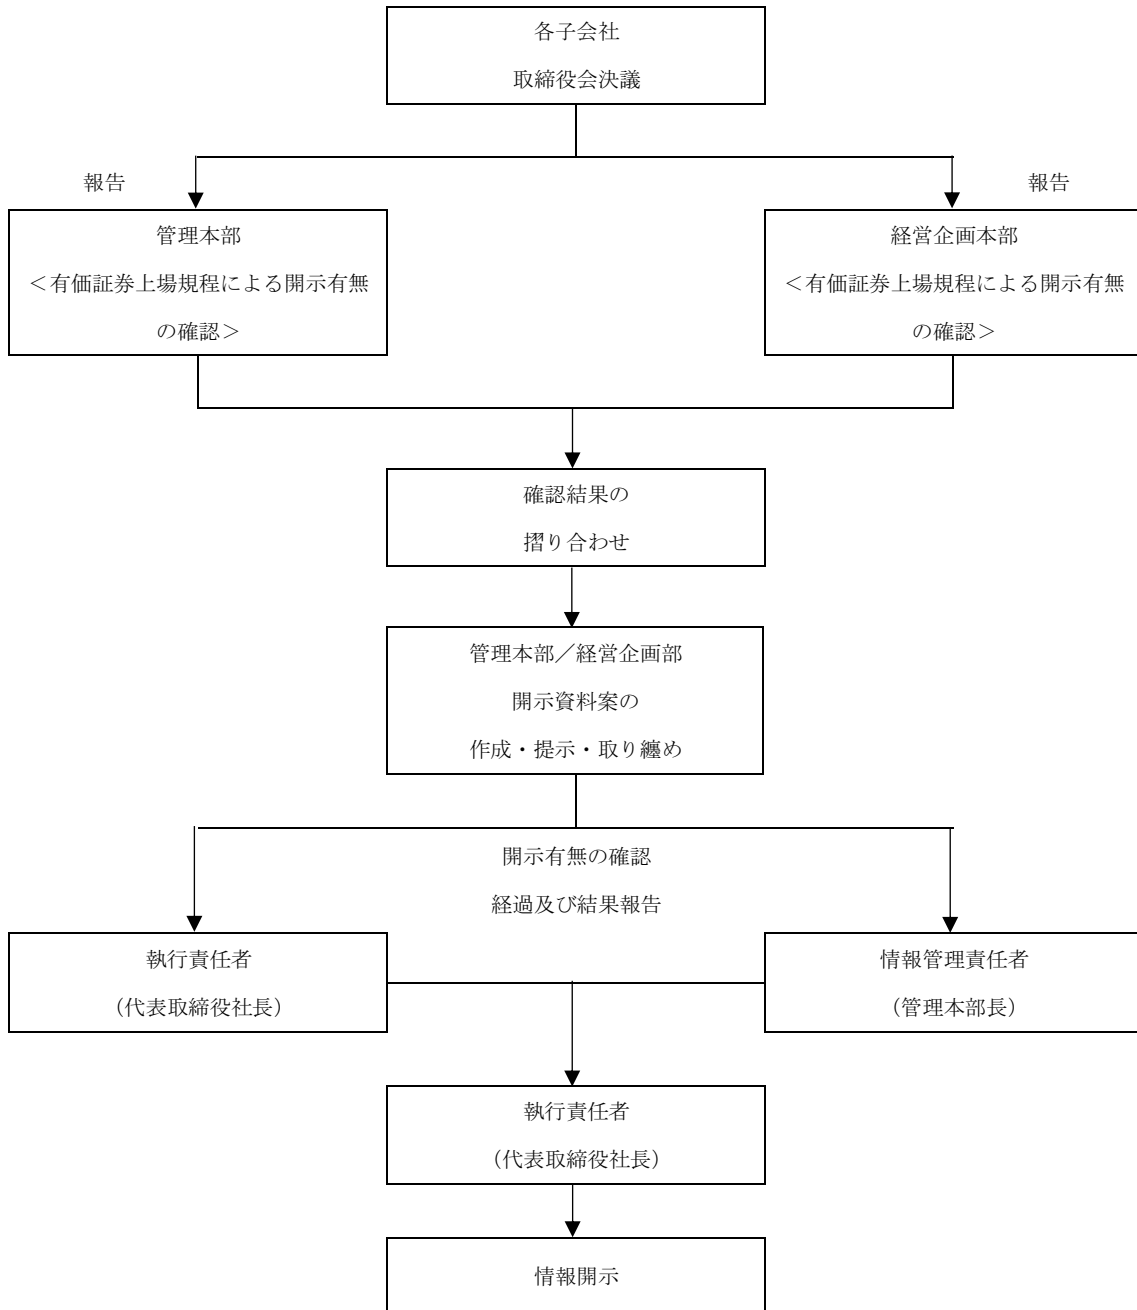 各子会社
取締役会決議
報告
報告
管理本部
＜有価証券上場規程による開示有無
の確認＞
経営企画本部
＜有価証券上場規程による開示有無
の確認＞
確認結果の
摺り合わせ
管理本部／経営企画部
開示資料案の
作成・提示・取り纏め
開示有無の確認
経過及び結果報告
執行責任者
（代表取締役社長）
情報管理責任者
（管理本部長）
執行責任者
（代表取締役社長）
情報開示